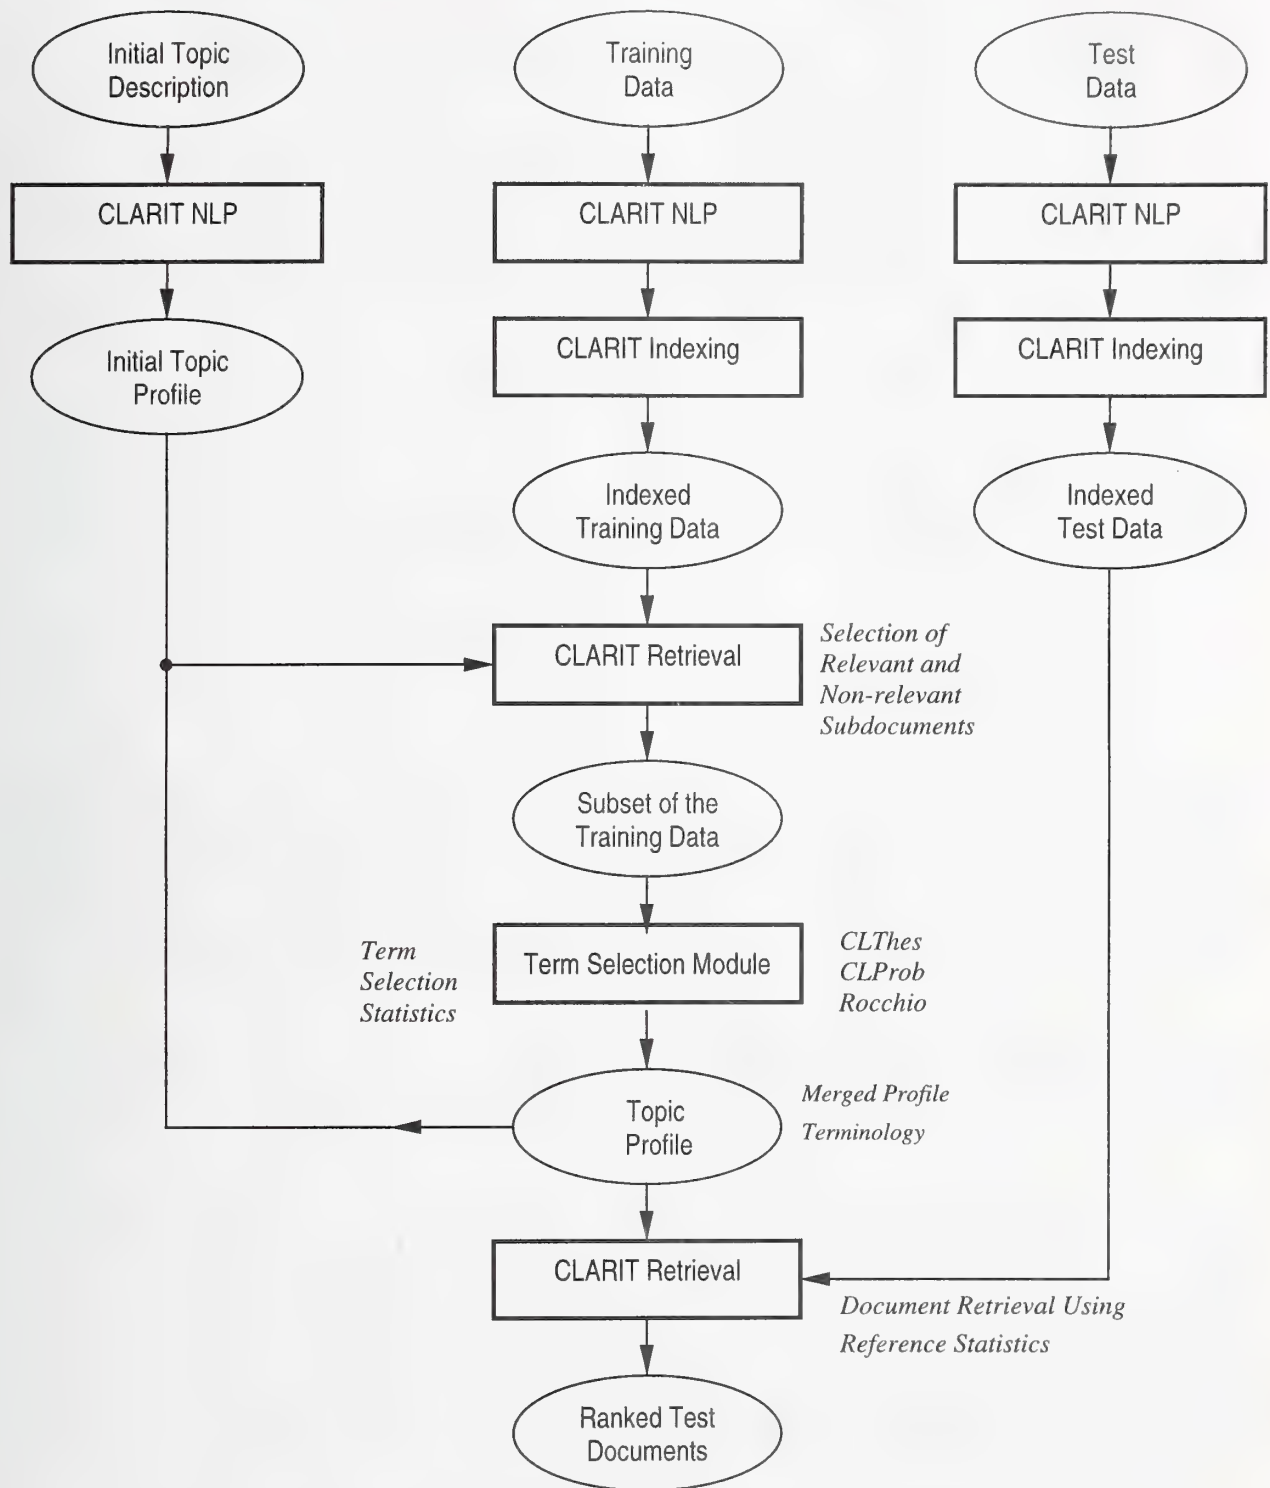 Initial Topic
Description
Training
Data
Test
Data
CLARIT NLP
CLARIT NLP
CLARIT NLP
Initial Topic
Profile
CLARIT Indexing
CLARIT Indexing
Indexed
Training Data
Indexed
Test Data
CLARIT Retrieval
Selection of
Relevant and
Non-relevant
Subdocuments
Subset of the
Training Data
Term
Selection
Statistics
Term Selection Module
CLThes
CLProb
Rocchio
Topic
Profile
Merged Profile
Terminology
CLARIT Retrieval
Document Retrieval Using
Reference Statistics
Ranked Test
Documents